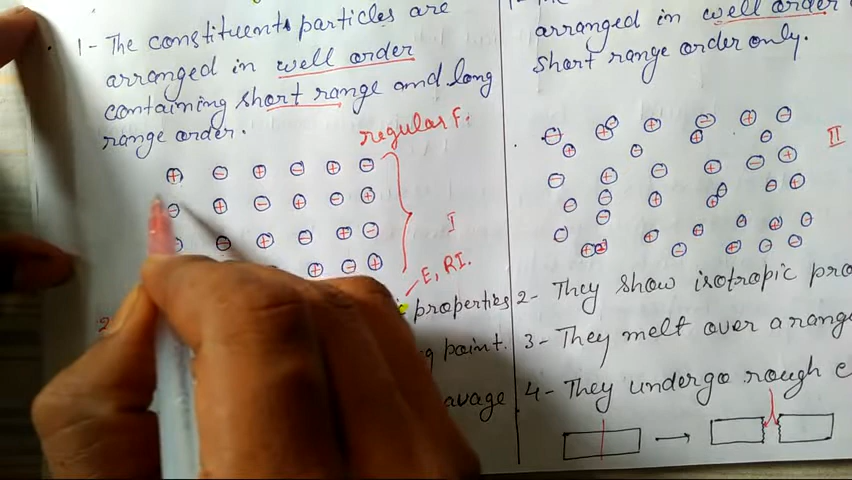 1- The constituents particles are
arranged in well order
containing short range and long
range order.
regular F.
I
E, RI.
properties
point.
arranged in well order
short range order only.
II
2- They show isotropic
3- They melt over a range
4- They undergo rough